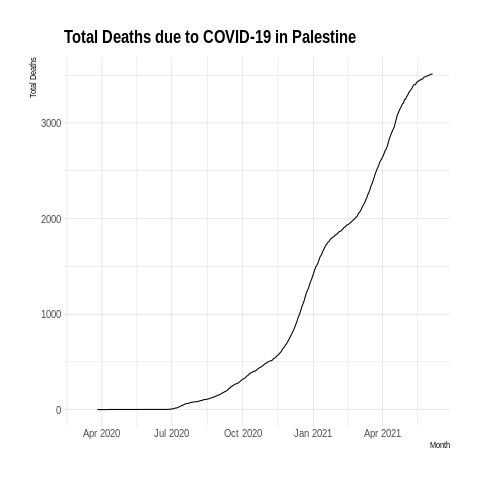 Total Deaths due to COVID-19 in Palestine
Total Deaths
3000
2000
1000
0
Apr 2020 Jul 2020 Oct 2020 Jan 2021 Apr 2021
Month